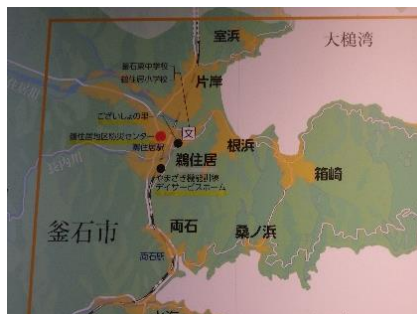 室浜
大槌湾
釜石東中学校
鵜住居小学校
片岸
ございしょの里
鵜住居地区防災センター
鵜住居駅
文
鵜住居
根浜
箱崎
やまざき機能訓練
デイサービスホーム
釜石市
両石
桑ノ浜
両石駅